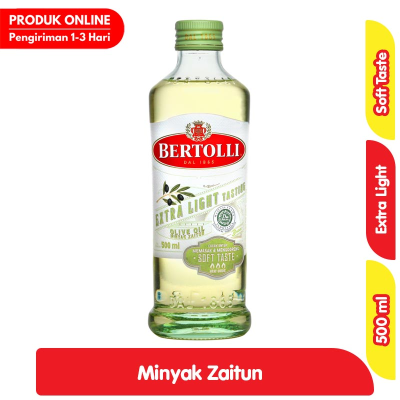 PRODUK ONLINE
Pengiriman 1-3 Hari
Soft Taste
Extra Light
500 ml
BERTOLLI
DAL 1865
EXTRA LIGHT TASTING
OLIVE OIL
500 ml
SOFT TASTE
Minyak Zaitun